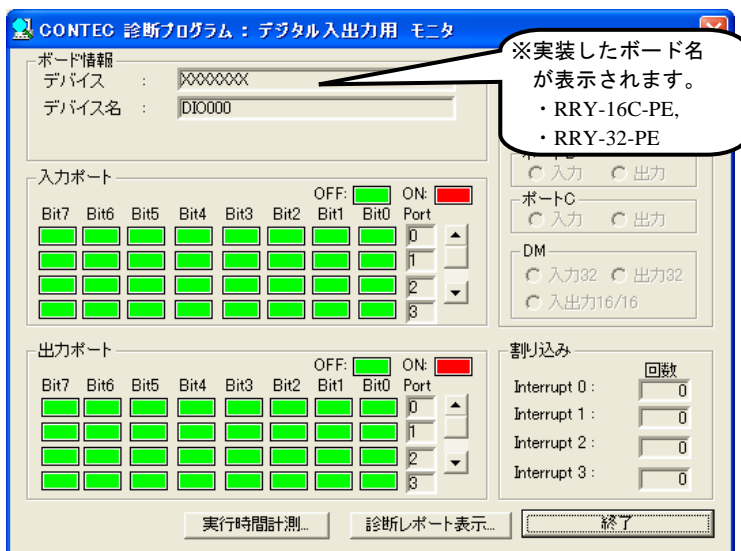 CONTEC 診断プログラム : デジタル入出力用 モニタ
※実装したボード名
が表示されます。
・RRY-16C-PE,
・RRY-32-PE
ボード情報
デバイス : XXXXXXX
デバイス名 : DIO000
入力ポート
OFF: ON:
Bit7 Bit6 Bit5 Bit4 Bit3 Bit2 Bit1 Bit0 Port
0
1
2
3
出力ポート
OFF: ON:
Bit7 Bit6 Bit5 Bit4 Bit3 Bit2 Bit1 Bit0 Port
0
1
2
3
入力 出力
ポートC
入力 出力
DM
入力32 出力32
入出力16/16
割り込み
回数
Interrupt 0 : 0
Interrupt 1 : 0
Interrupt 2 : 0
Interrupt 3 : 0
実行時間計測... 診断レポート表示... 終了